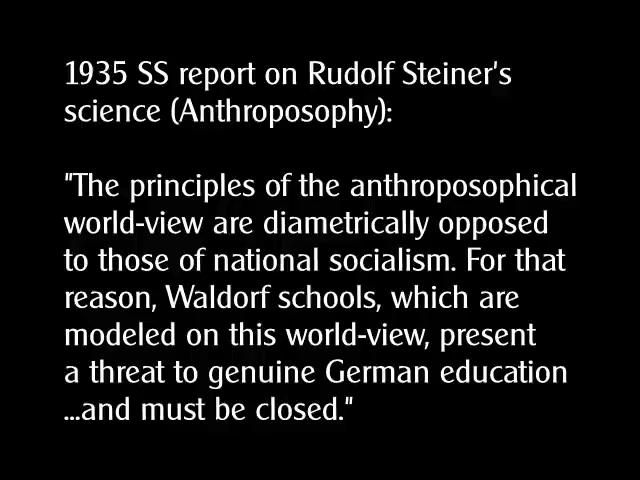 1935 SS report on Rudolf Steiner's
science (Anthroposophy):
"The principles of the anthroposophical
world-view are diametrically opposed
to those of national socialism. For that
reason, Waldorf schools, which are
modeled on this world-view, present
a threat to genuine German education
...and must be closed."